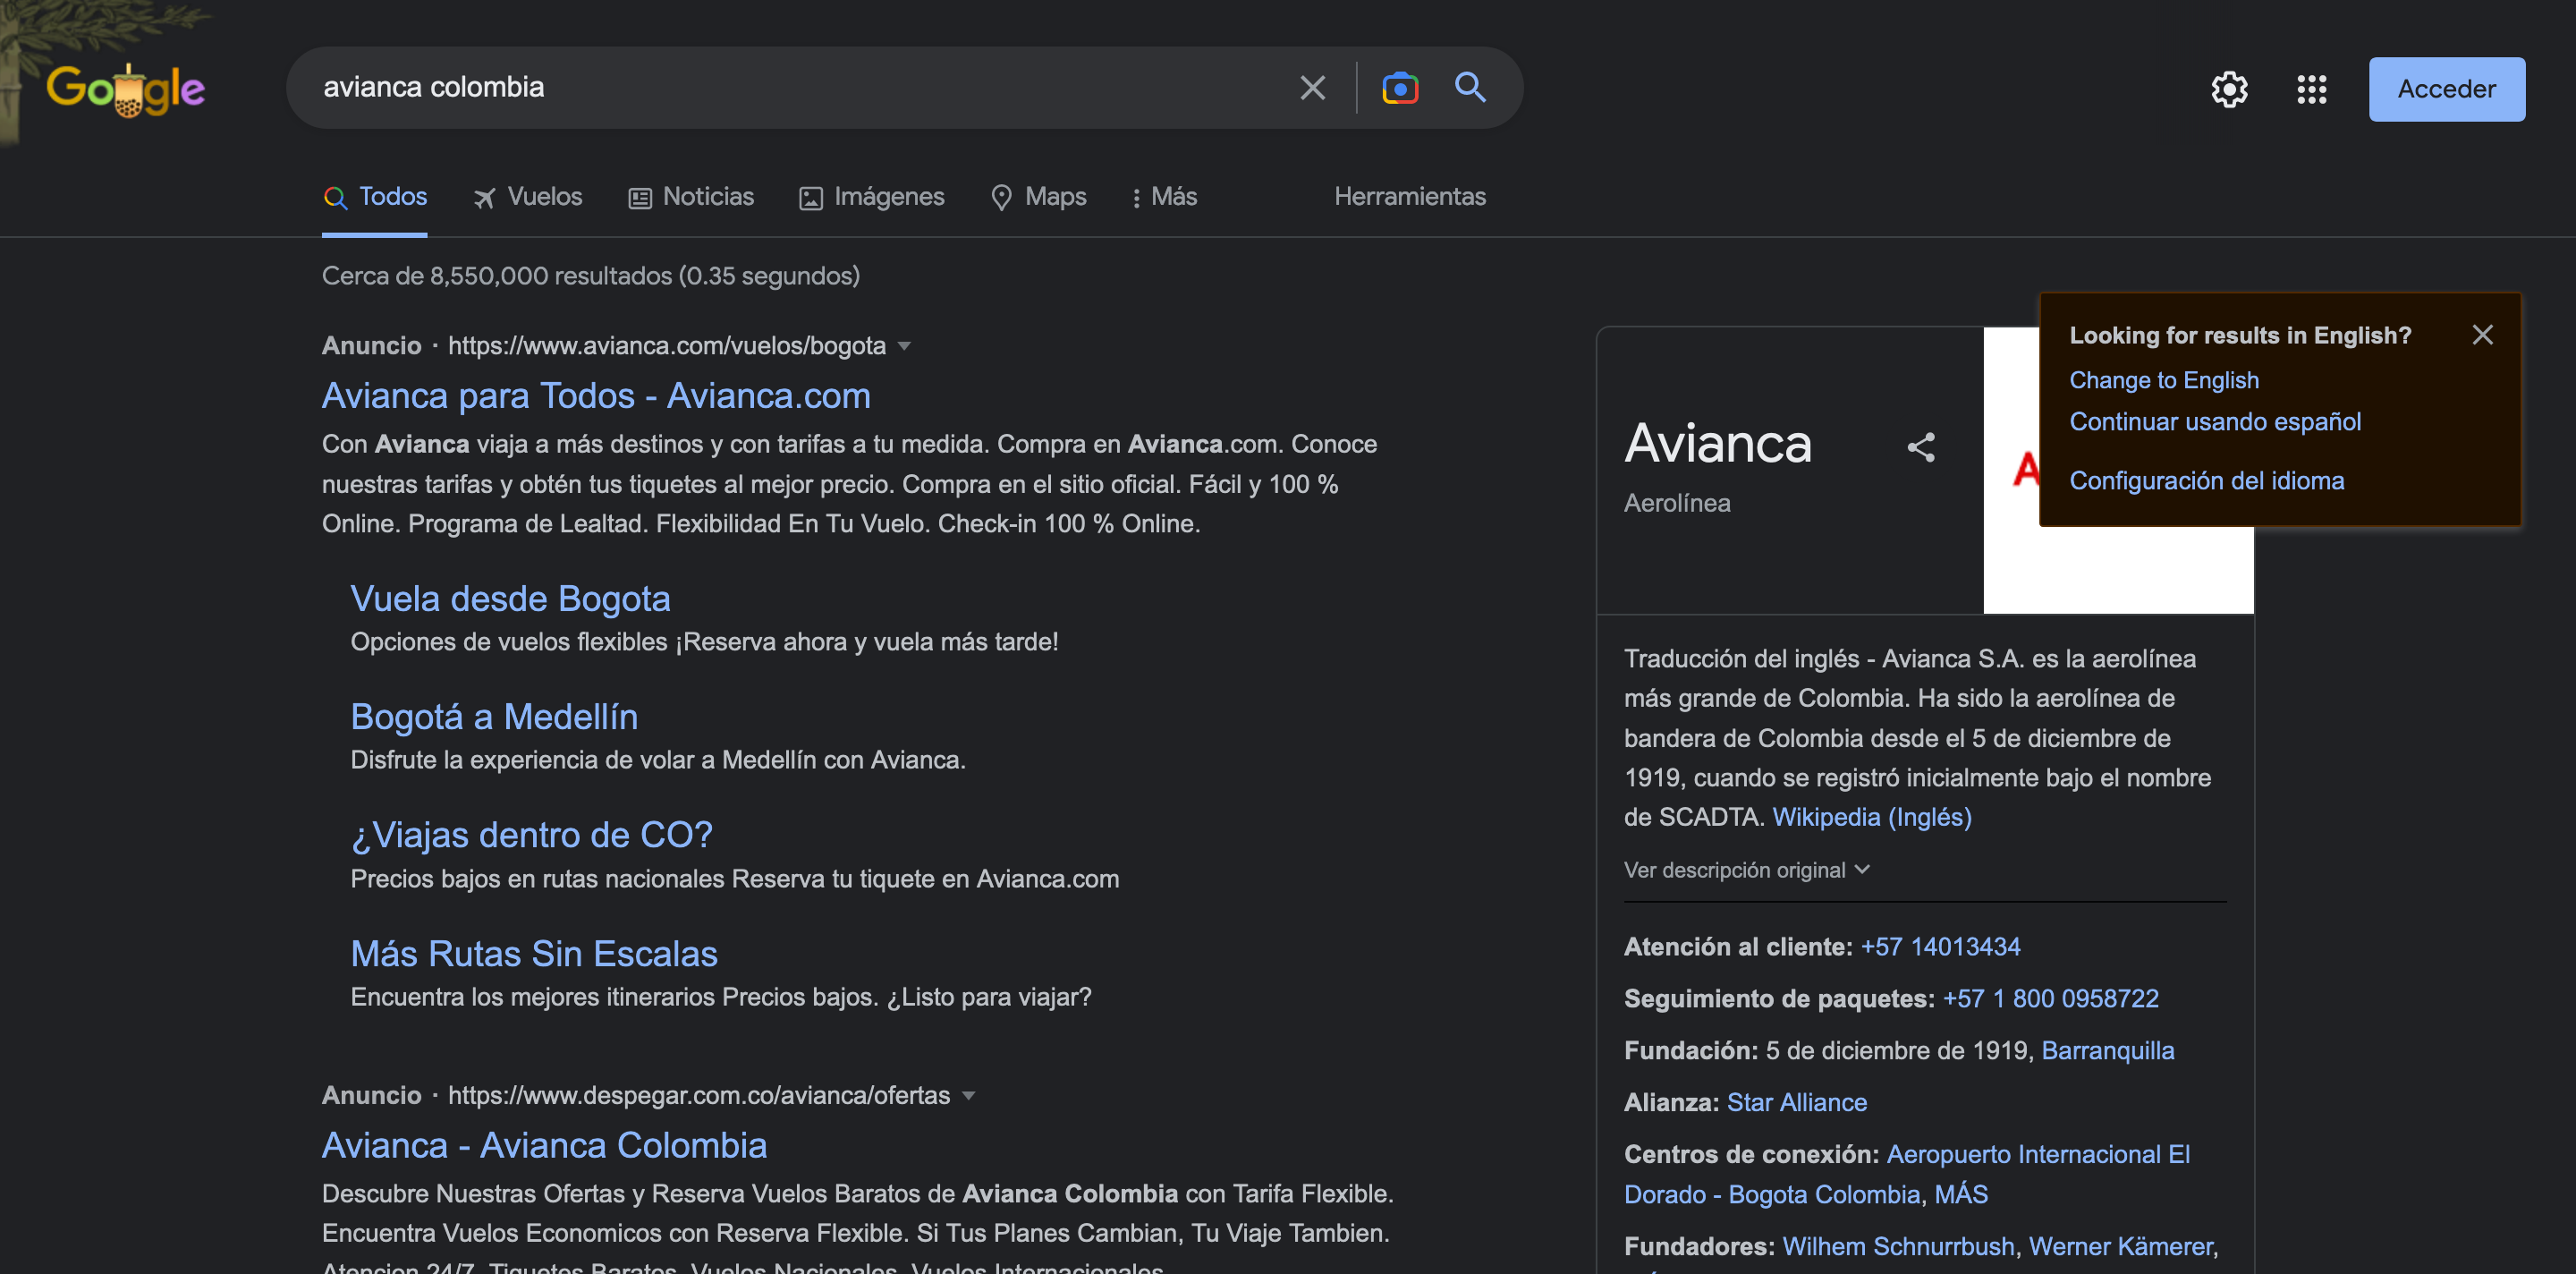 Google
avianca colombia
Acceder
Todos
Vuelos
Noticias
Imágenes
Maps
Más
Herramientas
Cerca de 8,550,000 resultados (0.35 segundos)
Anuncio · https://www.avianca.com/vuelos/bogota
Avianca para Todos - Avianca.com
Con Avianca viaja a más destinos y con tarifas a tu medida. Compra en Avianca.com. Conoce
nuestras tarifas y obtén tus tiquetes al mejor precio. Compra en el sitio oficial. Fácil y 100 %
Online. Programa de Lealtad. Flexibilidad En Tu Vuelo. Check-in 100 % Online.
Vuela desde Bogota
Opciones de vuelos flexibles ¡Reserva ahora y vuela más tarde!
Bogotá a Medellín
Disfrute la experiencia de volar a Medellín con Avianca.
¿Viajas dentro de CO?
Precios bajos en rutas nacionales Reserva tu tiquete en Avianca.com
Más Rutas Sin Escalas
Encuentra los mejores itinerarios Precios bajos. ¿Listo para viajar?
Anuncio · https://www.despegar.com.co/avianca/ofertas
Avianca - Avianca Colombia
Descubre Nuestras Ofertas y Reserva Vuelos Baratos de Avianca Colombia con Tarifa Flexible.
Encuentra Vuelos Economicos con Reserva Flexible. Si Tus Planes Cambian, Tu Viaje Tambien.
Atencion 24/7. Tiquetes Baratos. Vuelos Nacionales. Vuelos Internacionales.
Avianca
Aerolínea
A
Looking for results in English?
Change to English
Continuar usando español
Configuración del idioma
Traducción del inglés - Avianca S.A. es la aerolínea
más grande de Colombia. Ha sido la aerolínea de
bandera de Colombia desde el 5 de diciembre de
1919, cuando se registró inicialmente bajo el nombre
de SCADTA. Wikipedia (Inglés)
Ver descripción original
Atención al cliente: +57 14013434
Seguimiento de paquetes: +57 1 800 0958722
Fundación: 5 de diciembre de 1919, Barranquilla
Alianza: Star Alliance
Centros de conexión: Aeropuerto Internacional El
Dorado - Bogota Colombia, MÁS
Fundadores: Wilhem Schnurrbush, Werner Kämerer,